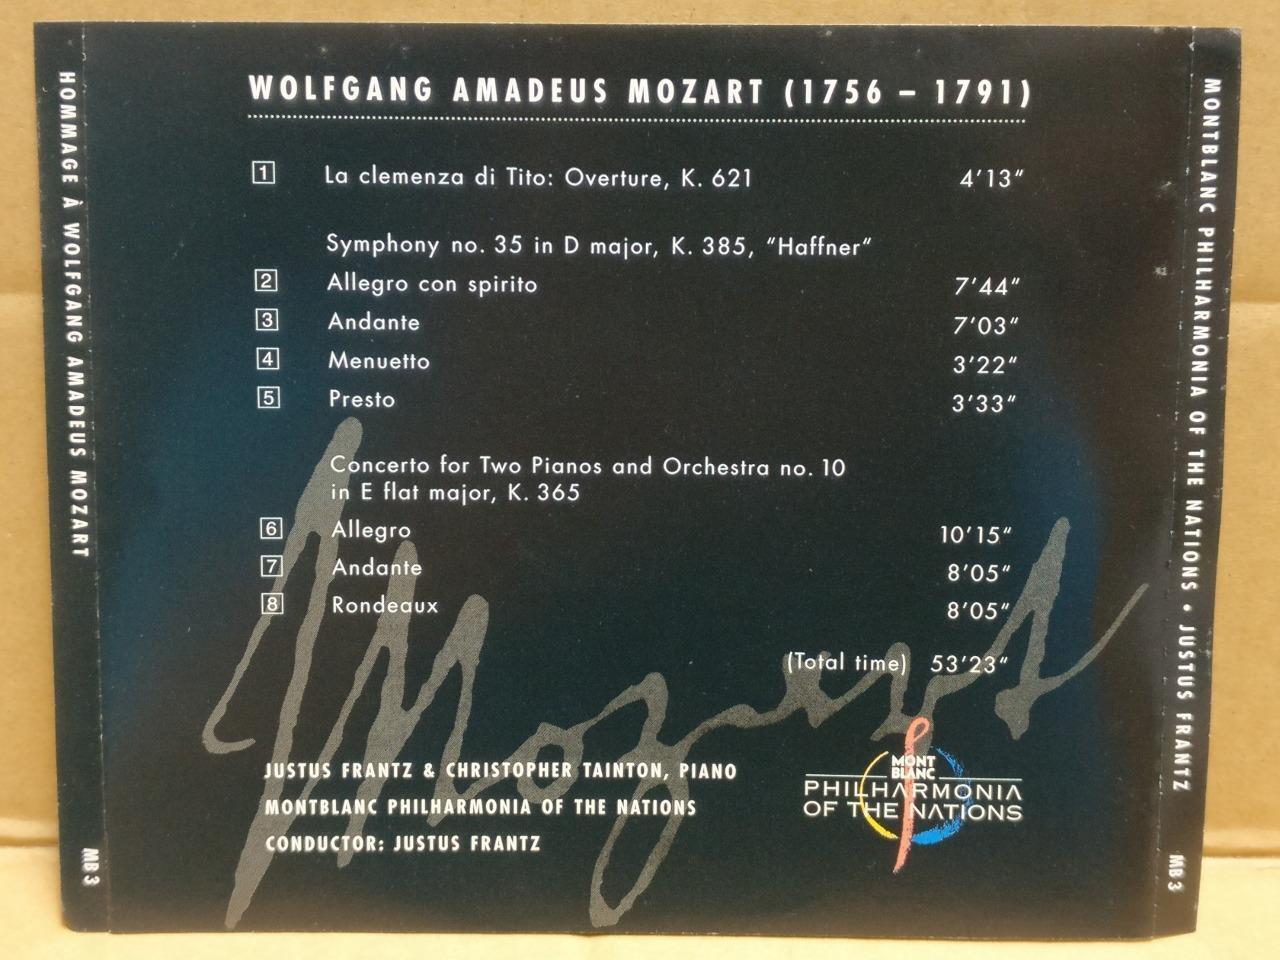 WOLFGANG AMADEUS MOZART (1756 – 1791)
1 La clemenza di Tito: Overture, K. 621 4'13"
Symphony no. 35 in D major, K. 385, "Haffner"
2 Allegro con spirito 7'44"
3 Andante 7'03"
4 Menuetto 3'22"
5 Presto 3'33"
Concerto for Two Pianos and Orchestra no. 10
in E flat major, K. 365
6 Allegro 10'15"
7 Andante 8'05"
8 Rondeaux 8'05"
(Total time) 53'23"
Mozart
JUSTUS FRANTZ & CHRISTOPHER TAINTON, PIANO
MONTBLANC PHILHARMONIA OF THE NATIONS
CONDUCTOR: JUSTUS FRANTZ
MONT
BLANC
PHILHARMONIA
OF THE NATIONS
HOMMAGE À WOLFGANG AMADEUS MOZART MB 3
MONTBLANC PHILHARMONIA OF THE NATIONS • JUSTUS FRANTZ MB 3